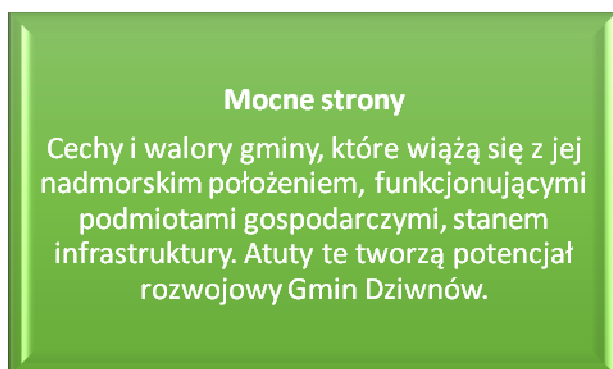 Mocne strony
Cechy i walory gminy, które wiążą się z jej
nadmorskim położeniem, funkcjonującymi
podmiotami gospodarczymi, stanem
infrastruktury. Atuty te tworzą potencjał
rozwojowy Gmin Dziwnów.